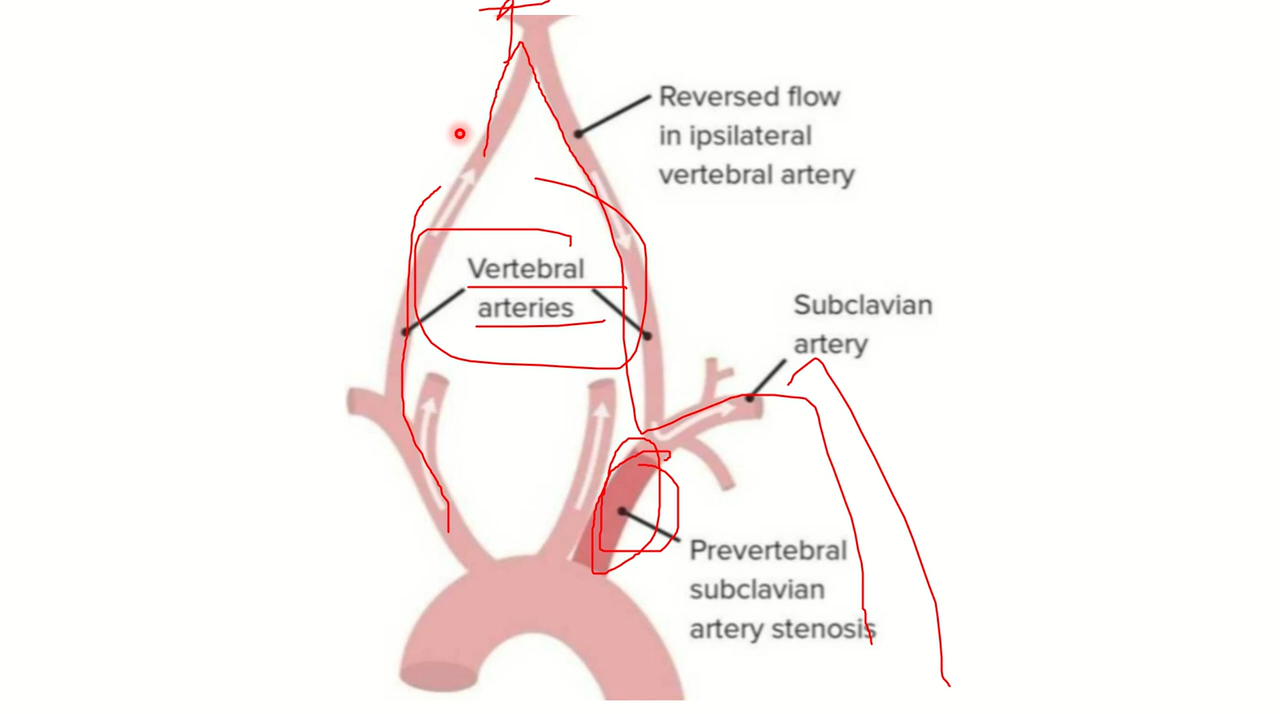 Reversed flow
in ipsilateral
vertebral artery
Vertebral
arteries
Subclavian
artery
Prevertebral
subclavian
artery stenosis